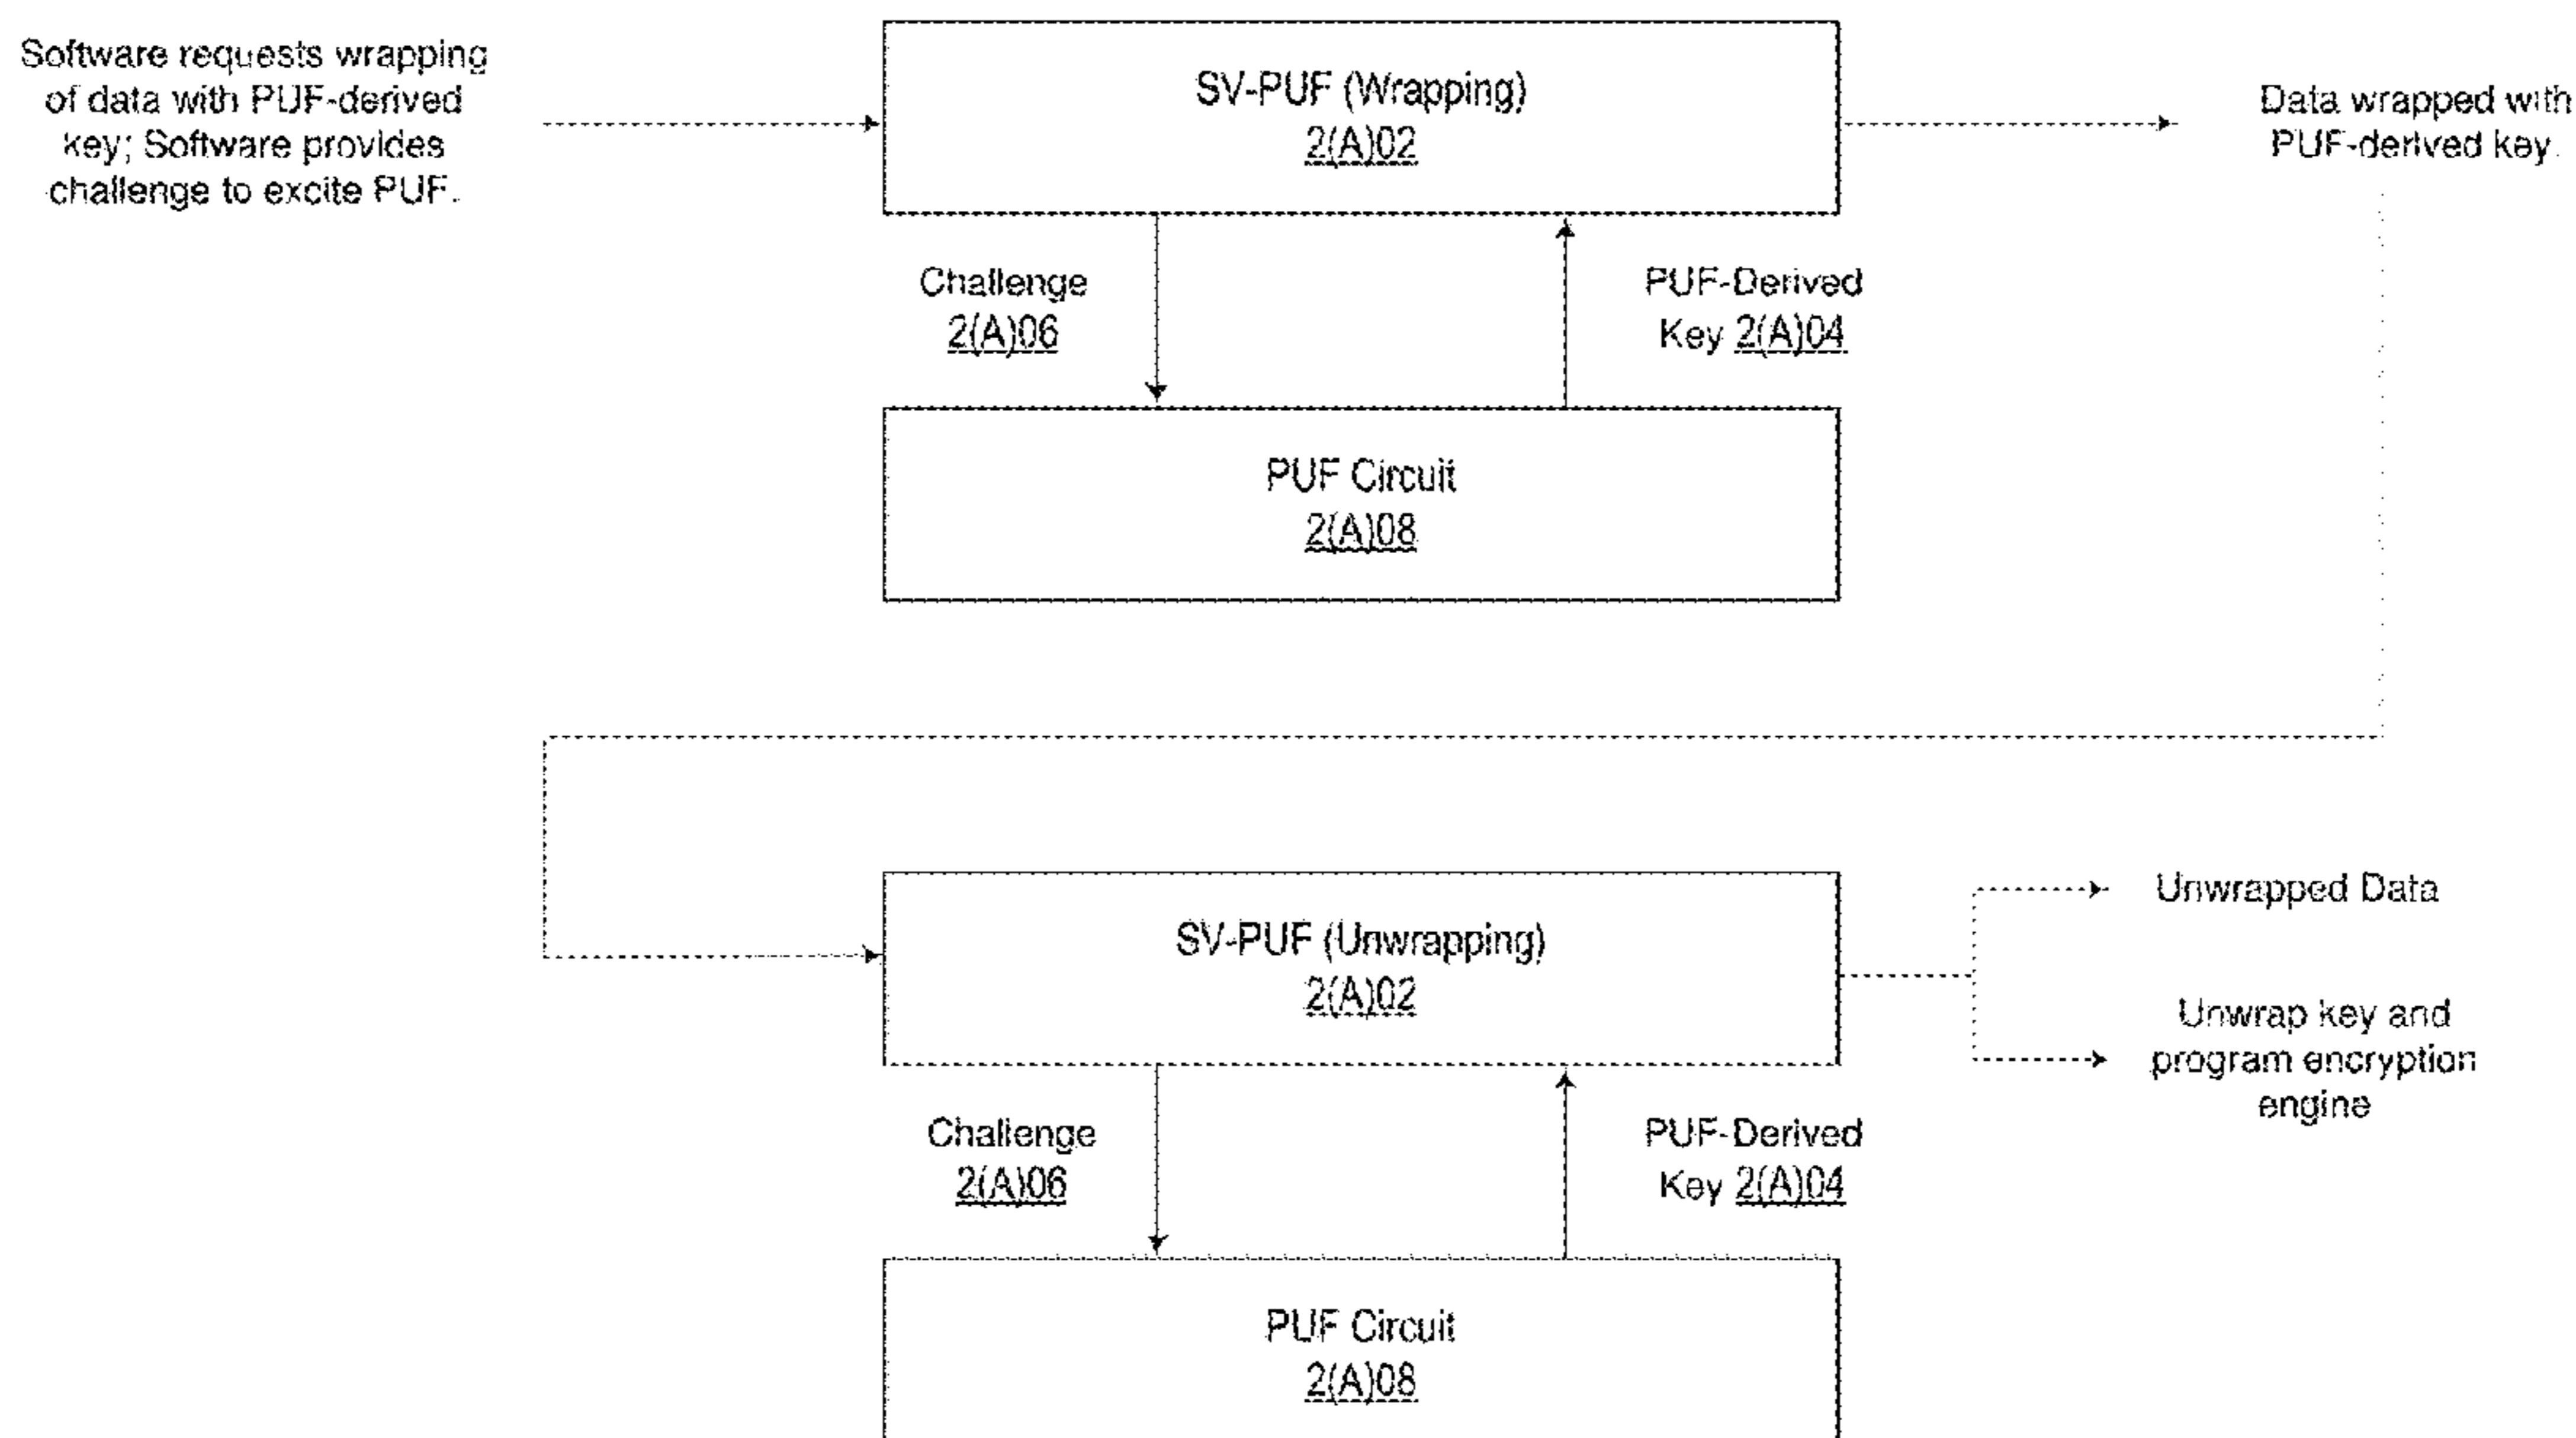 Software requests wrapping
of data with PUF-derived
key; Software provides
challenge to excite PUF.
SV-PUF (Wrapping)
2(A)02
Data wrapped with
PUF-derived key.
Challenge
2(A)06
PUF-Derived
Key 2(A)04
PUF Circuit
2(A)08
SV-PUF (Unwrapping)
2(A)02
Unwrapped Data
Unwrap key and
program encryption
engine
Challenge
2(A)06
PUF-Derived
Key 2(A)04
PUF Circuit
2(A)08